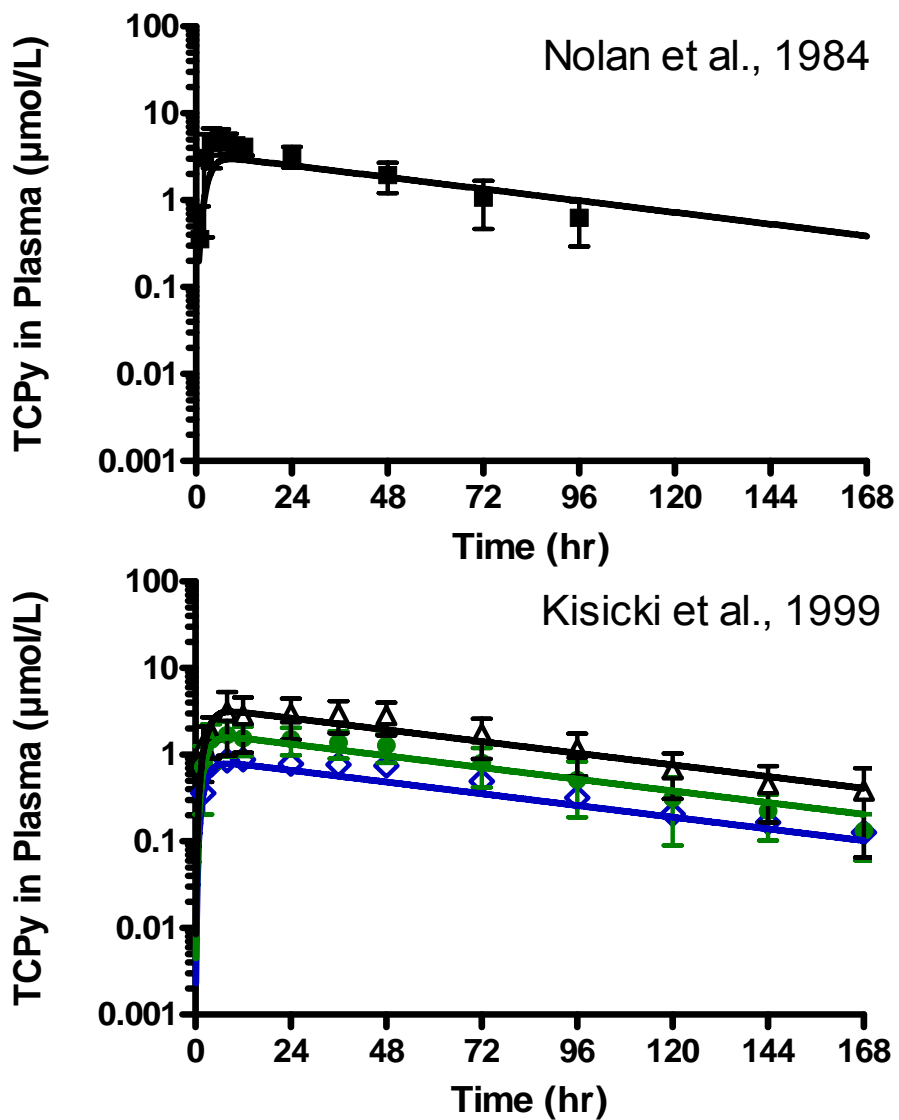 Nolan et al., 1984
TCPy in Plasma (µmol/L)
100
10
1
0.1
0.01
0.001
0 24 48 72 96 120 144 168
Time (hr)
Kisicki et al., 1999
TCPy in Plasma (µmol/L)
100
10
1
0.1
0.01
0.001
0 24 48 72 96 120 144 168
Time (hr)